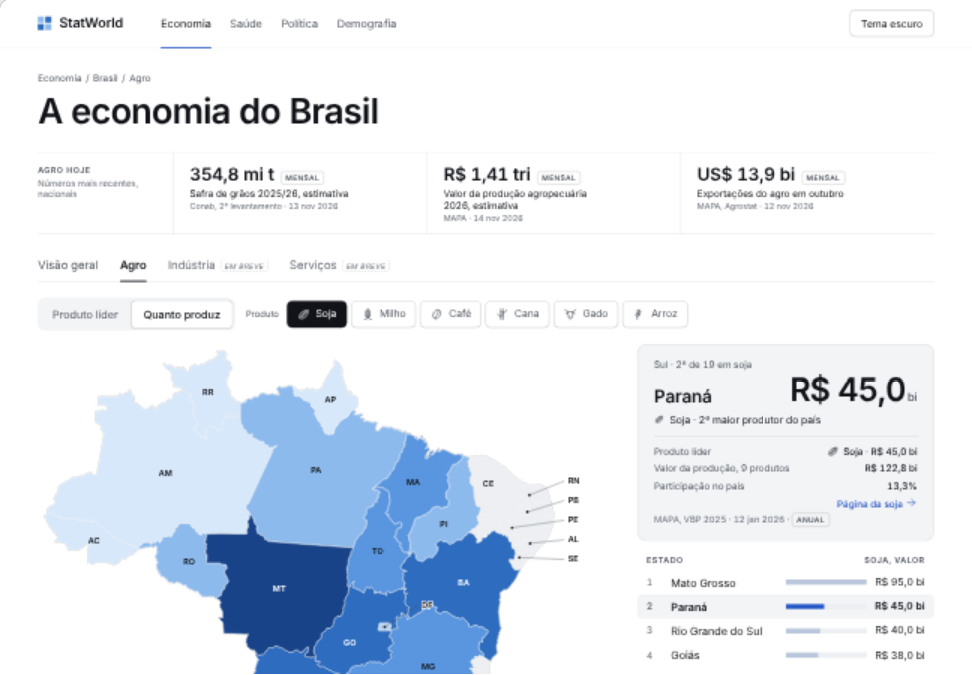 StatWorld
Economia Saúde Política Demografia
Tema escuro
Economia / Brasil / Agro
A economia do Brasil
AGRO HOJE
Números mais recentes,
nacionais
354,8 mi t MENSAL
Safra de grãos 2025/26, estimativa
Conab, 2º levantamento · 13 nov 2026
R$ 1,41 tri MENSAL
Valor da produção agropecuária
2026, estimativa
MAPA · 14 nov 2026
US$ 13,9 bi MENSAL
Exportações do agro em outubro
MAPA, Agrostat · 12 nov 2026
Visão geral Agro Indústria EM BREVE Serviços EM BREVE
Produto líder Quanto produz Produto Soja Milho Café Cana Gado Arroz
RR
AP
AM
PA
MA
CE
RN
PB
PI
PE
AC
AL
TO
SE
RO
BA
MT
DF
GO
MG
Sul · 2º de 19 em soja
Paraná R$ 45,0 bi
Soja · 2º maior produtor do país
Produto líder Soja · R$ 45,0 bi
Valor da produção, 9 produtos R$ 122,8 bi
Participação no país 13,3%
Página da soja →
MAPA, VBP 2025 · 12 jan 2026 · ANUAL
ESTADO SOJA, VALOR
1 Mato Grosso R$ 95,0 bi
2 Paraná R$ 45,0 bi
3 Rio Grande do Sul R$ 40,0 bi
4 Goiás R$ 38,0 bi